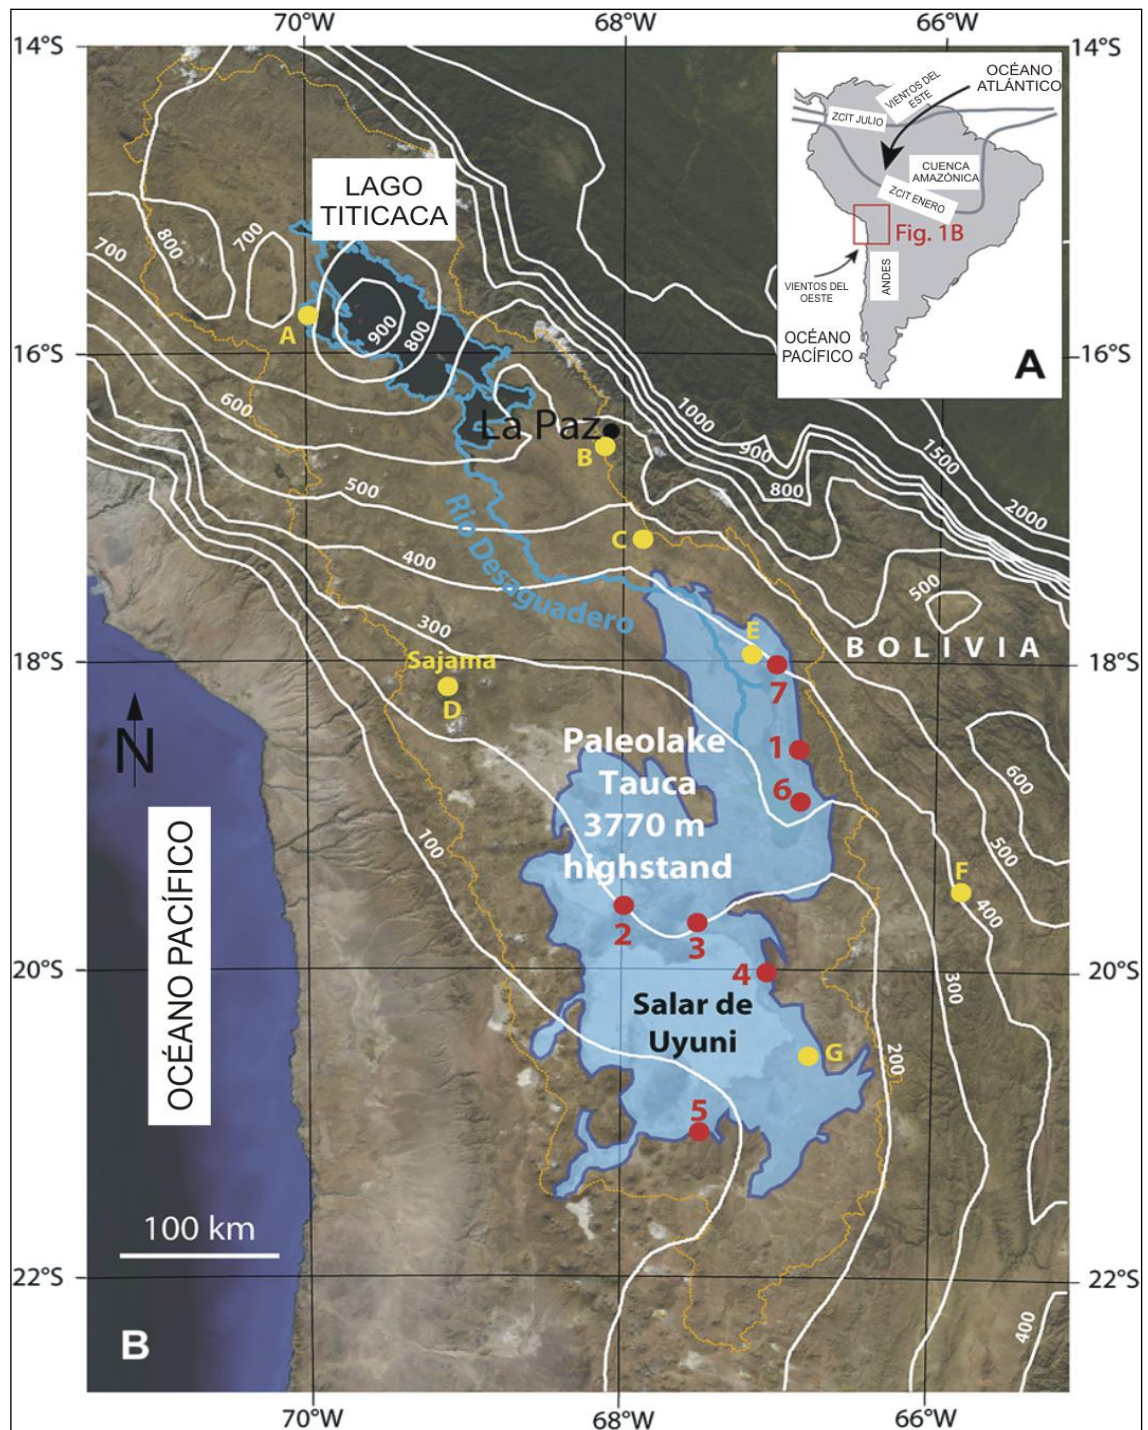 70°W
68°W
66°W
14°S
14°S
OCÉANO
ATLÁNTICO
VIENTOS DEL
ESTE
ZCIT JULIO
CUENCA
AMAZÓNICA
ZCIT ENERO
Fig. 1B
ANDES
VIENTOS DEL
OESTE
OCÉANO
PACÍFICO
A
LAGO
TITICACA
800
700
700
900
800
A
16°S
16°S
600
La Paz
B
1000
900
800
1500
2000
500
Rio Desaguadero
C
400
500
300
E
BOLIVIA
18°S
18°S
Sajama
D
7
N
Paleolake
Tauca
3770 m
highstand
1
6
600
100
500
OCÉANO PACÍFICO
F
400
2
3
20°S
20°S
4
300
Salar de
Uyuni
200
G
5
100 km
22°S
22°S
400
B
70°W
68°W
66°W